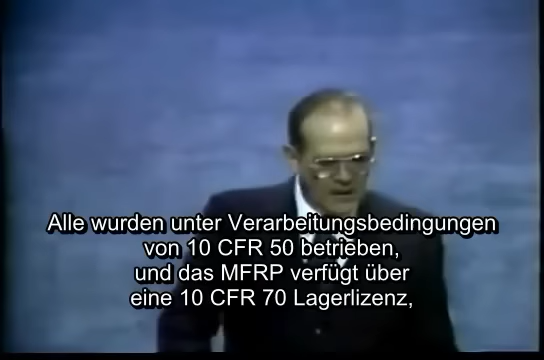 Alle wurden unter Verarbeitungsbedingungen
von 10 CFR 50 betrieben,
und das MFRP verfügt über
eine 10 CFR 70 Lagerlizenz,